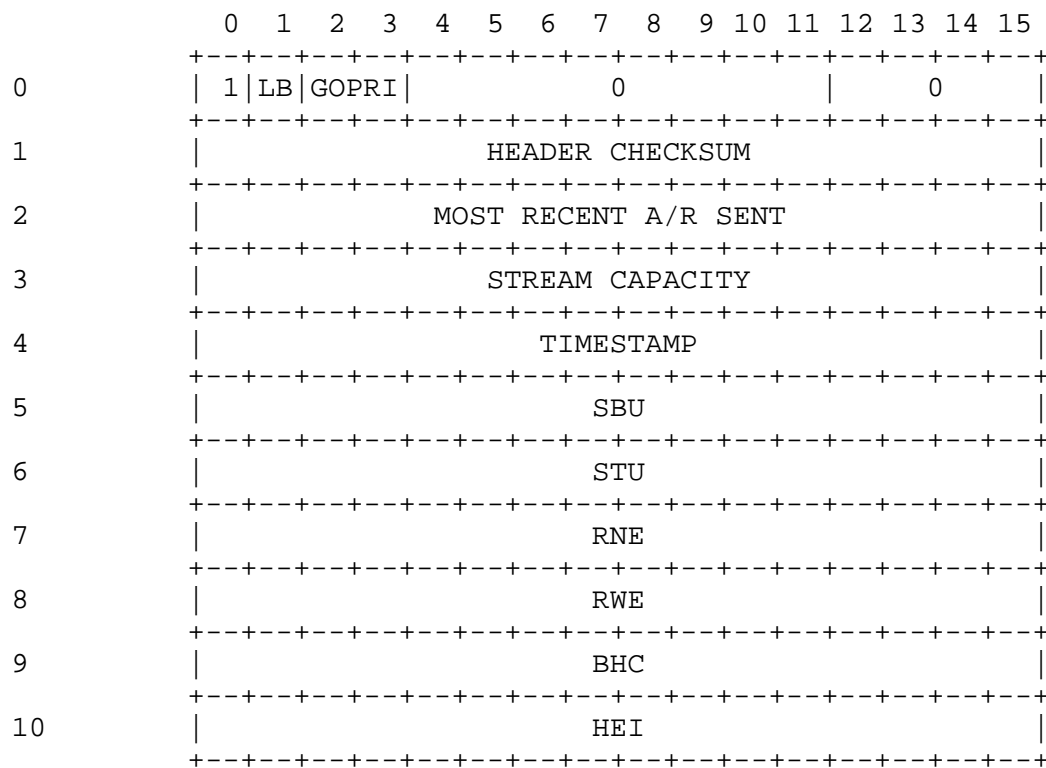 0 1 2 3 4 5 6 7 8 9 10 11 12 13 14 15
+--+--+--+--+--+--+--+--+--+--+--+--+--+--+--+--+
0 | 1|LB|GOPRI| 0 | 0 |
+--+--+--+--+--+--+--+--+--+--+--+--+--+--+--+--+
1 | HEADER CHECKSUM |
+--+--+--+--+--+--+--+--+--+--+--+--+--+--+--+--+
2 | MOST RECENT A/R SENT |
+--+--+--+--+--+--+--+--+--+--+--+--+--+--+--+--+
3 | STREAM CAPACITY |
+--+--+--+--+--+--+--+--+--+--+--+--+--+--+--+--+
4 | TIMESTAMP |
+--+--+--+--+--+--+--+--+--+--+--+--+--+--+--+--+
5 | SBU |
+--+--+--+--+--+--+--+--+--+--+--+--+--+--+--+--+
6 | STU |
+--+--+--+--+--+--+--+--+--+--+--+--+--+--+--+--+
7 | RNE |
+--+--+--+--+--+--+--+--+--+--+--+--+--+--+--+--+
8 | RWE |
+--+--+--+--+--+--+--+--+--+--+--+--+--+--+--+--+
9 | BHC |
+--+--+--+--+--+--+--+--+--+--+--+--+--+--+--+--+
10 | HEI |
+--+--+--+--+--+--+--+--+--+--+--+--+--+--+--+--+